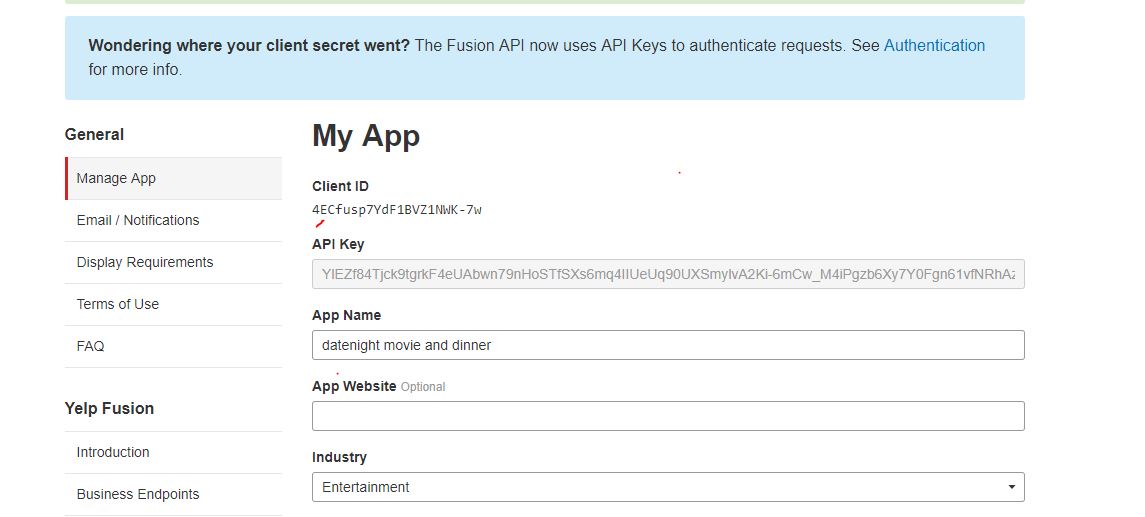 Wondering where your client secret went? The Fusion API now uses API Keys to authenticate requests. See Authentication
for more info.
General
Manage App
Email / Notifications
Display Requirements
Terms of Use
FAQ
Yelp Fusion
Introduction
Business Endpoints
My App
Client ID
4ECfusp7YdF1BVZ1NWK-7w
API Key
App Name
datenight movie and dinner
App Website Optional
Industry
Entertainment